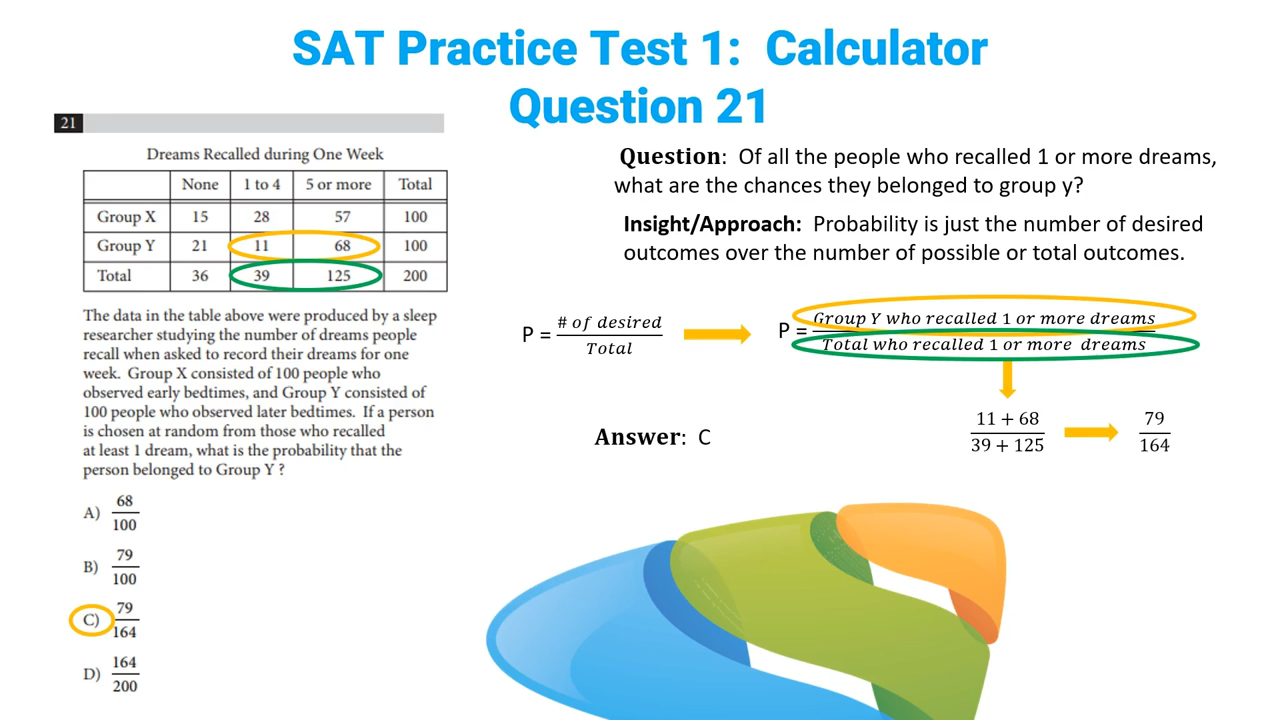 SAT Practice Test 1: Calculator
Question 21
21
Dreams Recalled during One Week
None 1 to 4 5 or more Total
Group X 15 28 57 100
Group Y 21 11 68 100
Total 36 39 125 200
The data in the table above were produced by a sleep
researcher studying the number of dreams people
recall when asked to record their dreams for one
week. Group X consisted of 100 people who
observed early bedtimes, and Group Y consisted of
100 people who observed later bedtimes. If a person
is chosen at random from those who recalled
at least 1 dream, what is the probability that the
person belonged to Group Y ?
A) 68/100
B) 79/100
C) 79/164
D) 164/200
Question: Of all the people who recalled 1 or more dreams,
what are the chances they belonged to group y?
Insight/Approach: Probability is just the number of desired
outcomes over the number of possible or total outcomes.
P = # of desired / Total
P = Group Y who recalled 1 or more dreams / Total who recalled 1 or more dreams
11 + 68 / 39 + 125
79 / 164
Answer: C